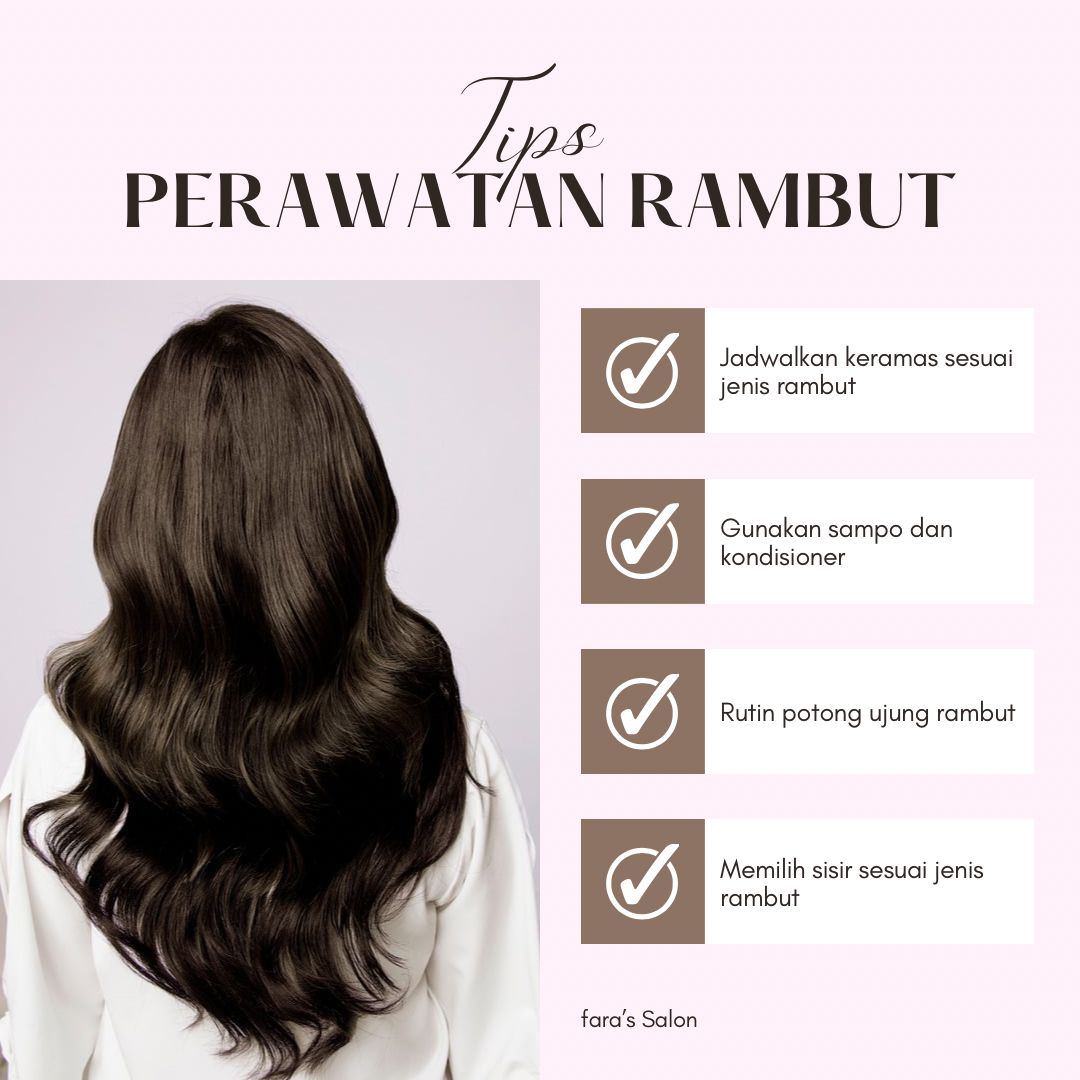 Tips
PERAWATAN RAMBUT
Jadwalkan keramas sesuai
jenis rambut
Gunakan sampo dan
kondisioner
Rutin potong ujung rambut
Memilih sisir sesuai jenis
rambut
fara's Salon